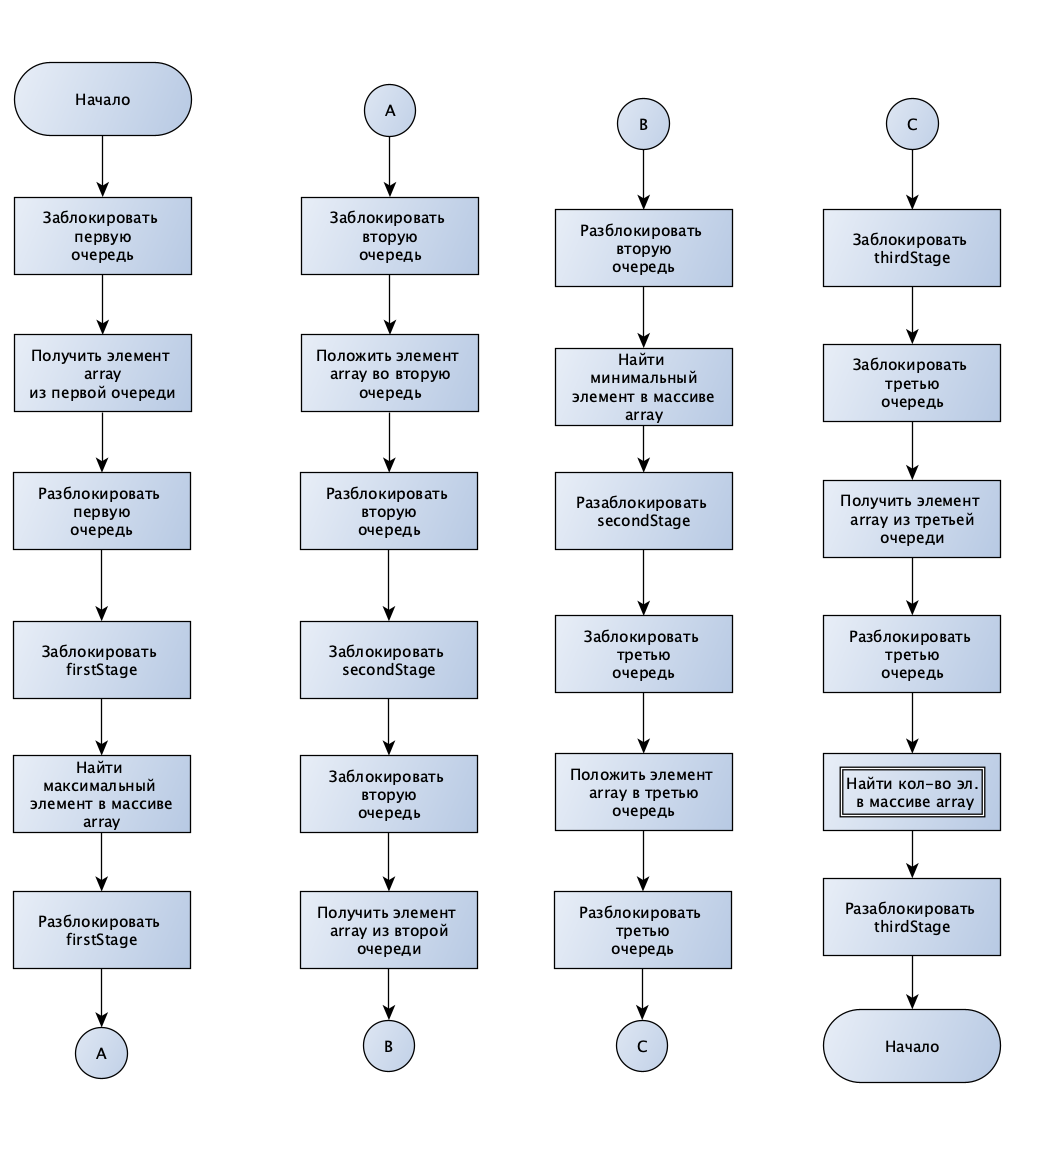 Начало
Заблокировать
первую
очередь
Получить элемент
array
из первой очереди
Разблокировать
первую
очередь
Заблокировать
firstStage
Найти
максимальный
элемент в массиве
array
Разблокировать
firstStage
A
A
Заблокировать
вторую
очередь
Положить элемент
array во вторую
очередь
Разблокировать
вторую
очередь
Заблокировать
secondStage
Заблокировать
вторую
очередь
Получить элемент
array из второй
очереди
B
B
Разблокировать
вторую
очередь
Найти
минимальный
элемент в массиве
array
Разаблокировать
secondStage
Заблокировать
третью
очередь
Положить элемент
array в третью
очередь
Разблокировать
третью
очередь
C
C
Заблокировать
thirdStage
Заблокировать
третью
очередь
Получить элемент
array из третьей
очереди
Разблокировать
третью
очередь
Найти кол-во эл.
в массиве array
Разаблокировать
thirdStage
Начало